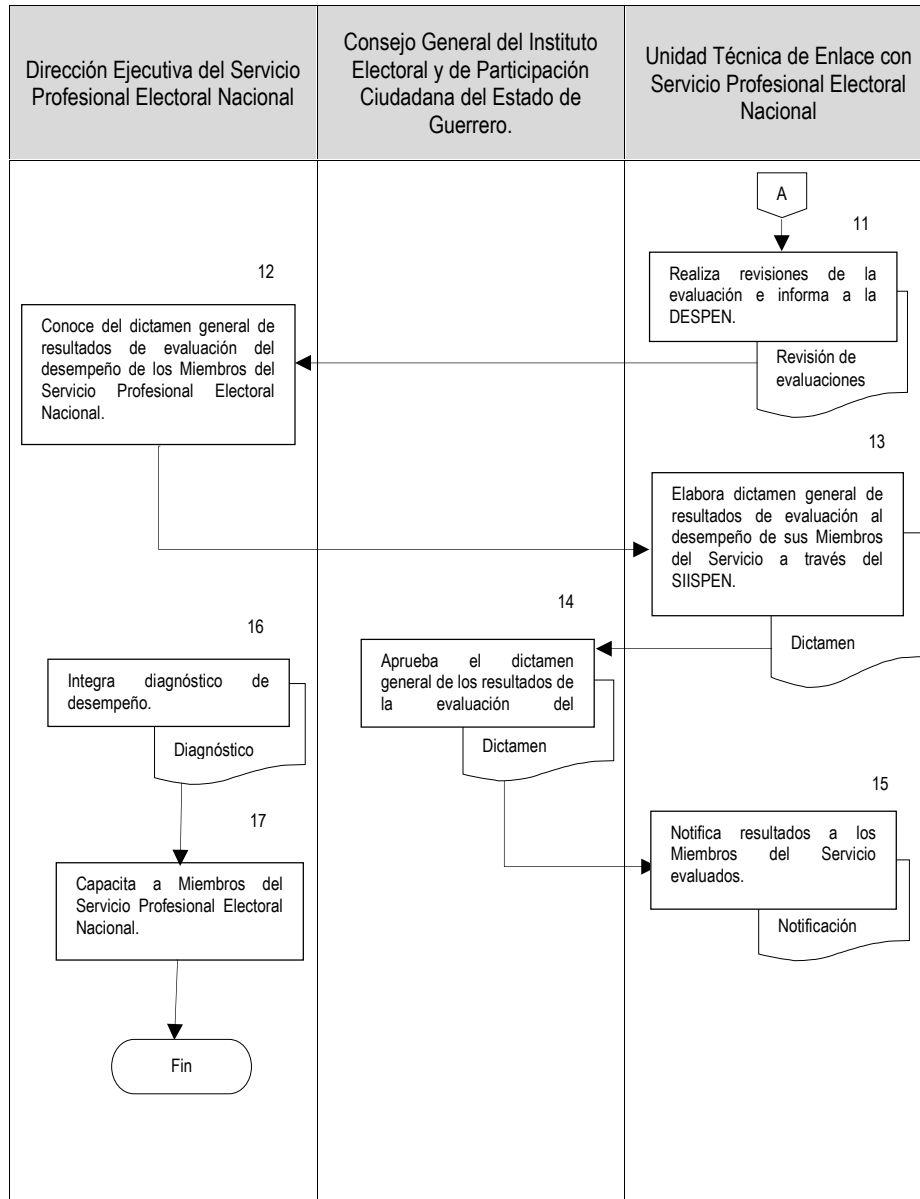 Dirección Ejecutiva del Servicio
Profesional Electoral Nacional
Consejo General del Instituto
Electoral y de Participación
Ciudadana del Estado de
Guerrero.
Unidad Técnica de Enlace con
Servicio Profesional Electoral
Nacional
A
11
Realiza revisiones de la
evaluación e informa a la
DESPEN.
Revisión de
evaluaciones
12
Conoce del dictamen general de
resultados de evaluación del
desempeño de los Miembros del
Servicio Profesional Electoral
Nacional.
13
Elabora dictamen general de
resultados de evaluación al
desempeño de sus Miembros
del Servicio a través del
SIISPEN.
Dictamen
14
Aprueba el dictamen
general de los resultados de
la evaluación del
Dictamen
15
Notifica resultados a los
Miembros del Servicio
evaluados.
Notificación
16
Integra diagnóstico de
desempeño.
Diagnóstico
17
Capacita a Miembros del
Servicio Profesional Electoral
Nacional.
Fin